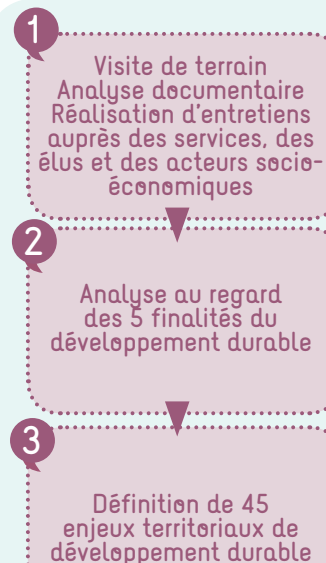 1
Visite de terrain
Analyse documentaire
Réalisation d'entretiens
auprès des services, des
élus et des acteurs socio-
économiques
2
Analyse au regard
des 5 finalités du
développement durable
3
Définition de 45
enjeux territoriaux de
développement durable